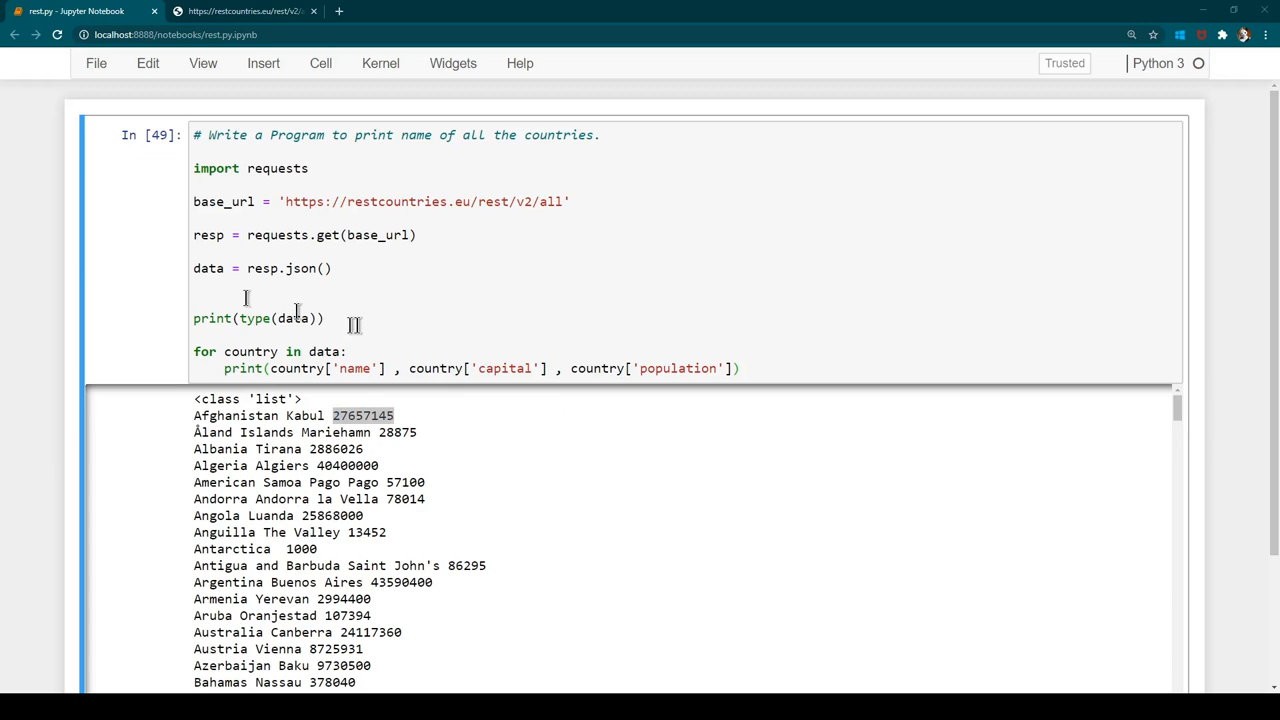 rest.py - Jupyter Notebook
https://restcountries.eu/rest/v2/
localhost:8888/notebooks/rest.py.ipynb
File Edit View Insert Cell Kernel Widgets Help Trusted Python 3
In [49]: # Write a Program to print name of all the countries.
import requests
base_url = 'https://restcountries.eu/rest/v2/all'
resp = requests.get(base_url)
data = resp.json()
print(type(data))
for country in data:
print(country['name'] , country['capital'] , country['population'])
<class 'list'>
Afghanistan Kabul 27657145
Åland Islands Mariehamn 28875
Albania Tirana 2886026
Algeria Algiers 40400000
American Samoa Pago Pago 57100
Andorra Andorra la Vella 78014
Angola Luanda 25868000
Anguilla The Valley 13452
Antarctica  1000
Antigua and Barbuda Saint John's 86295
Argentina Buenos Aires 43590400
Armenia Yerevan 2994400
Aruba Oranjestad 107394
Australia Canberra 24117360
Austria Vienna 8725931
Azerbaijan Baku 9730500
Bahamas Nassau 378040